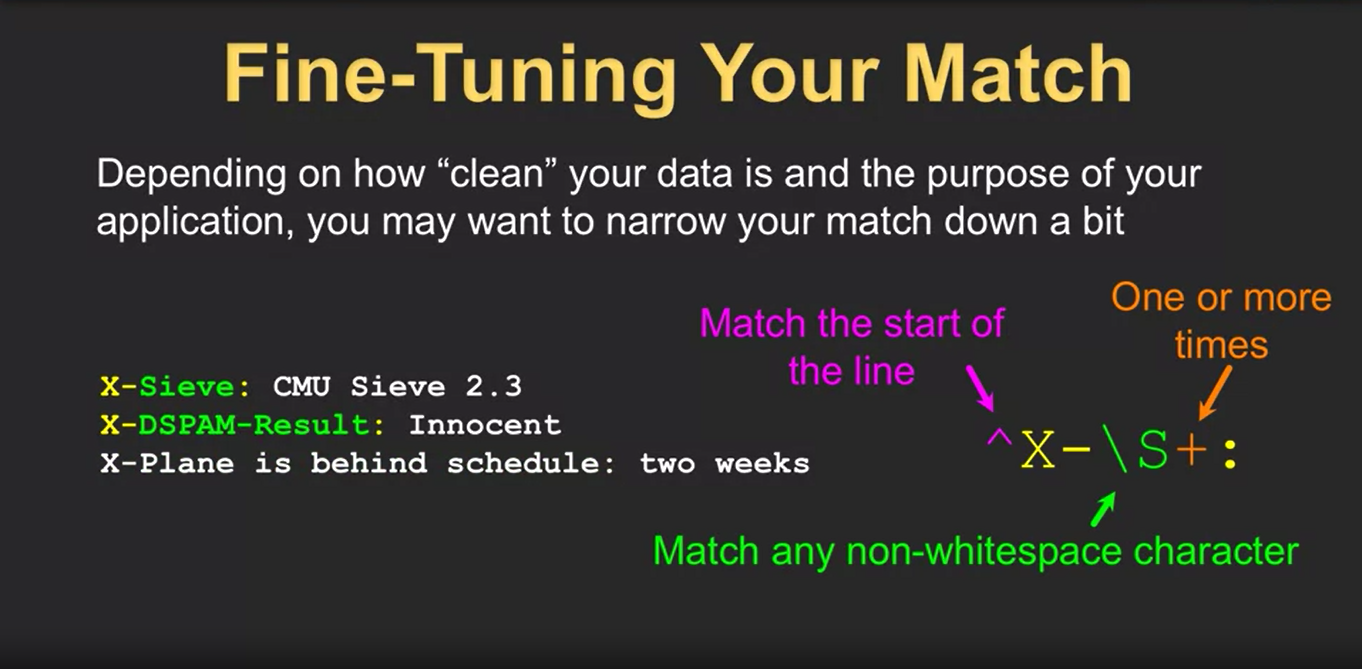 Fine-Tuning Your Match
Depending on how “clean” your data is and the purpose of your
application, you may want to narrow your match down a bit
X-Sieve: CMU Sieve 2.3
X-DSPAM-Result: Innocent
X-Plane is behind schedule: two weeks
Match the start of
the line
One or more
times
^X-\S+:
Match any non-whitespace character